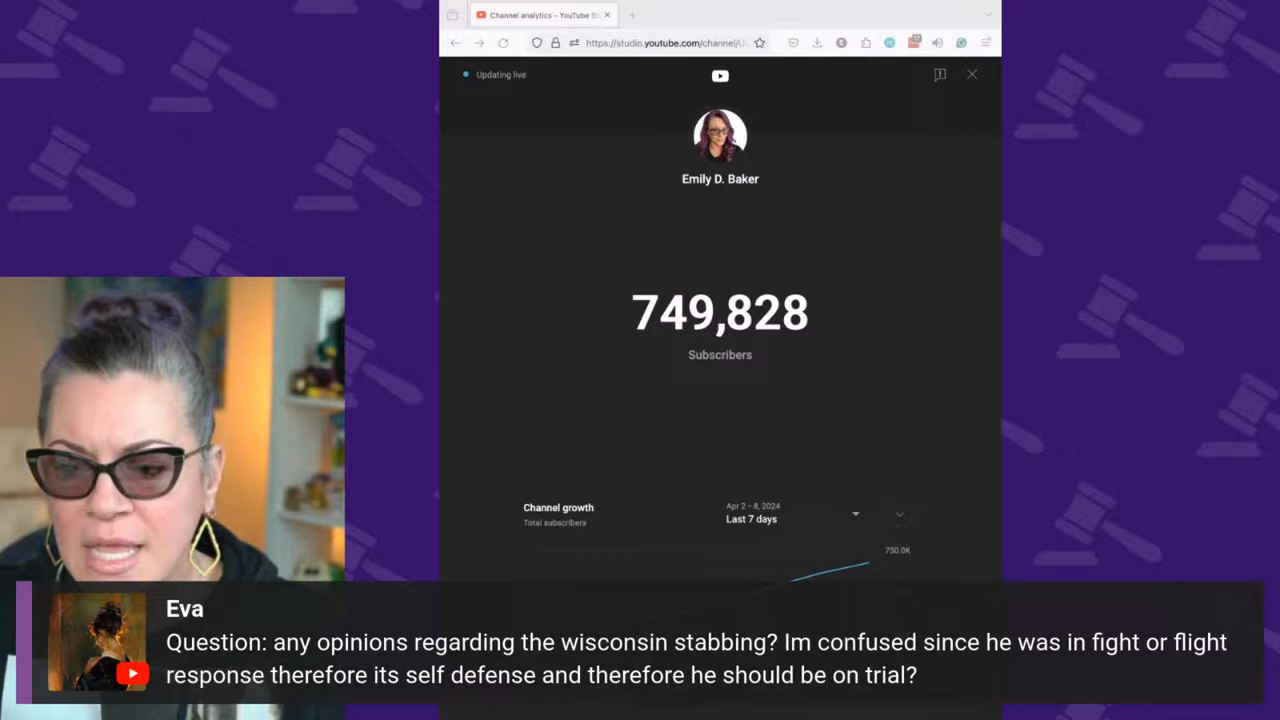 Channel analytics - YouTube St
https://studio.youtube.com/channel/U
Updating live
Emily D. Baker
749,828
Subscribers
Channel growth
Total subscribers
Apr 2 – 8, 2024
Last 7 days
750.0K
Eva
Question: any opinions regarding the wisconsin stabbing? Im confused since he was in fight or flight
response therefore its self defense and therefore he should be on trial?